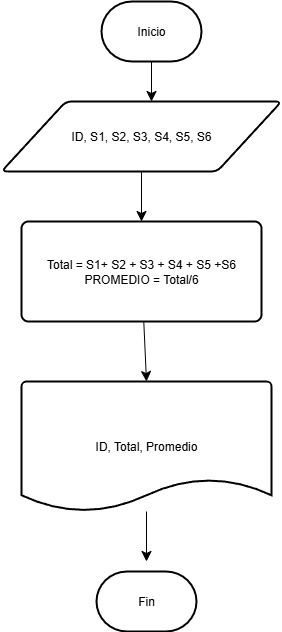 Inicio
ID, S1, S2, S3, S4, S5, S6
Total = S1+ S2 + S3 + S4 + S5 +S6
PROMEDIO = Total/6
ID, Total, Promedio
Fin